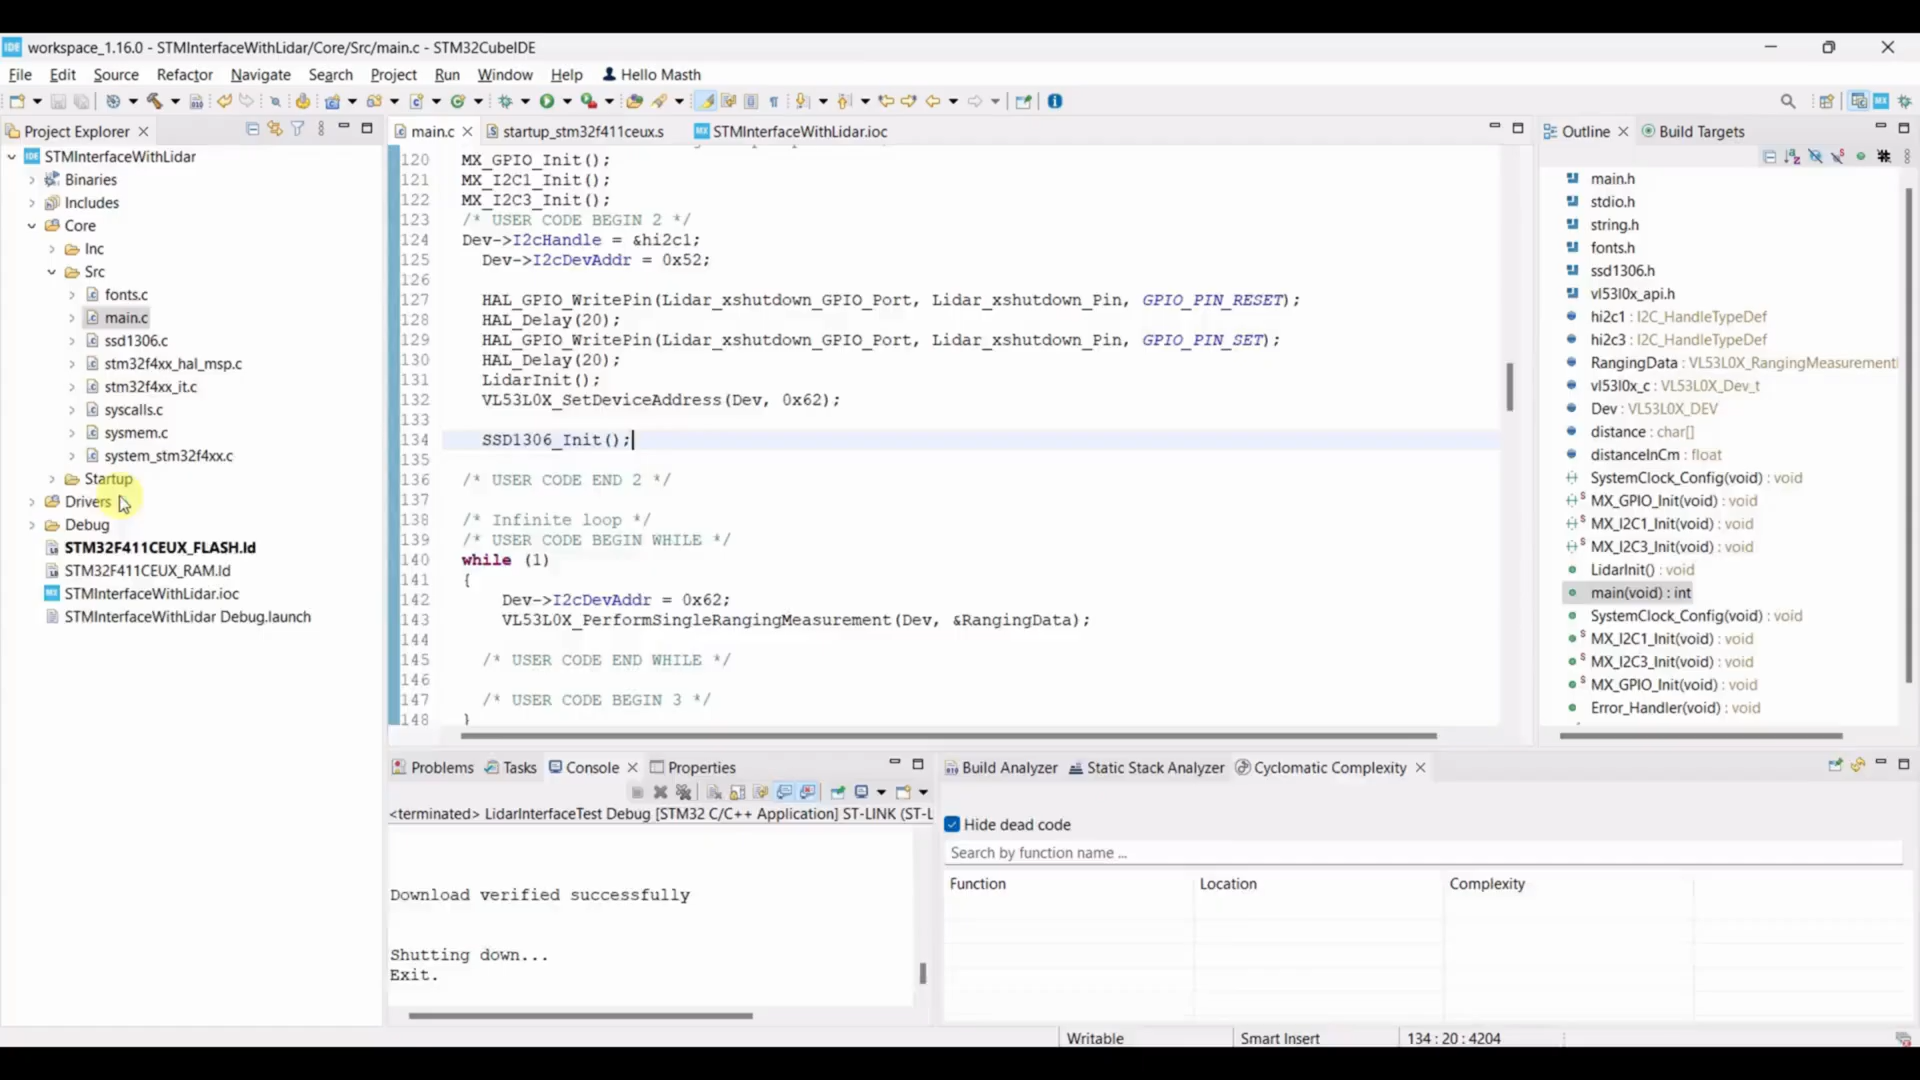 workspace_1.16.0 - STMInterfaceWithLidar/Core/Src/main.c - STM32CubeIDE
File Edit Source Refactor Navigate Search Project Run Window Help Hello Masth
Project Explorer
STMInterfaceWithLidar
Binaries
Includes
Core
Inc
Src
fonts.c
main.c
ssd1306.c
stm32f4xx_hal_msp.c
stm32f4xx_it.c
syscalls.c
sysmem.c
system_stm32f4xx.c
Startup
Drivers
Debug
STM32F411CEUX_FLASH.ld
STM32F411CEUX_RAM.ld
STMInterfaceWithLidar.ioc
STMInterfaceWithLidar Debug.launch
main.c startup_stm32f411ceux.s STMInterfaceWithLidar.ioc
120 MX_GPIO_Init();
121 MX_I2C1_Init();
122 MX_I2C3_Init();
123 /* USER CODE BEGIN 2 */
124 Dev->I2cHandle = &hi2c1;
125 Dev->I2cDevAddr = 0x52;
126
127 HAL_GPIO_WritePin(Lidar_xshutdown_GPIO_Port, Lidar_xshutdown_Pin, GPIO_PIN_RESET);
128 HAL_Delay(20);
129 HAL_GPIO_WritePin(Lidar_xshutdown_GPIO_Port, Lidar_xshutdown_Pin, GPIO_PIN_SET);
130 HAL_Delay(20);
131 LidarInit();
132 VL53L0X_SetDeviceAddress(Dev, 0x62);
133
134 SSD1306_Init();
135
136 /* USER CODE END 2 */
137
138 /* Infinite loop */
139 /* USER CODE BEGIN WHILE */
140 while (1)
141 {
142 Dev->I2cDevAddr = 0x62;
143 VL53L0X_PerformSingleRangingMeasurement(Dev, &RangingData);
144
145 /* USER CODE END WHILE */
146
147 /* USER CODE BEGIN 3 */
148 }
Outline Build Targets
main.h
stdio.h
string.h
fonts.h
ssd1306.h
vl53l0x_api.h
hi2c1 : I2C_HandleTypeDef
hi2c3 : I2C_HandleTypeDef
RangingData : VL53L0X_RangingMeasurement
vl53l0x_c : VL53L0X_Dev_t
Dev : VL53L0X_DEV
distance : char[]
distanceInCm : float
SystemClock_Config(void) : void
MX_GPIO_Init(void) : void
MX_I2C1_Init(void) : void
MX_I2C3_Init(void) : void
LidarInit() : void
main(void) : int
SystemClock_Config(void) : void
MX_I2C1_Init(void) : void
MX_I2C3_Init(void) : void
MX_GPIO_Init(void) : void
Error_Handler(void) : void
Problems Tasks Console Properties
<terminated> LidarInterfaceTest Debug [STM32 C/C++ Application] ST-LINK (ST-L
Download verified successfully
Shutting down...
Exit.
Build Analyzer Static Stack Analyzer Cyclomatic Complexity
Hide dead code
Search by function name ...
Function Location Complexity
Writable Smart Insert 134 : 20 : 4204